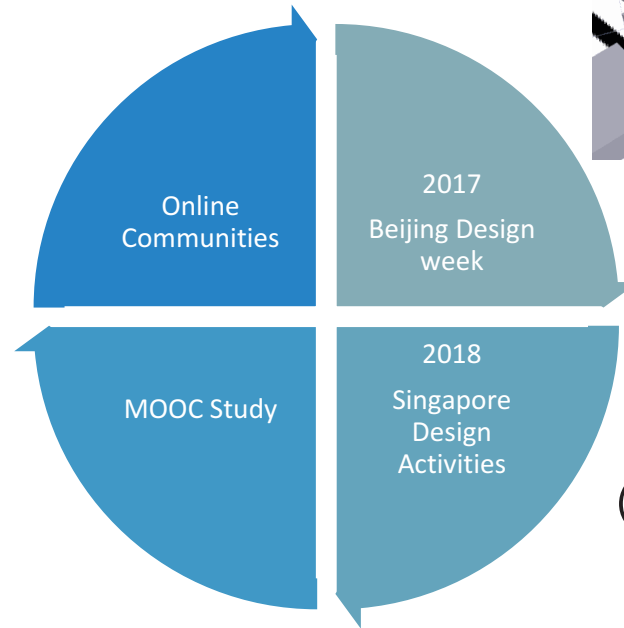 Online
Communities
2017
Beijing Design
week
MOOC Study
2018
Singapore
Design
Activities